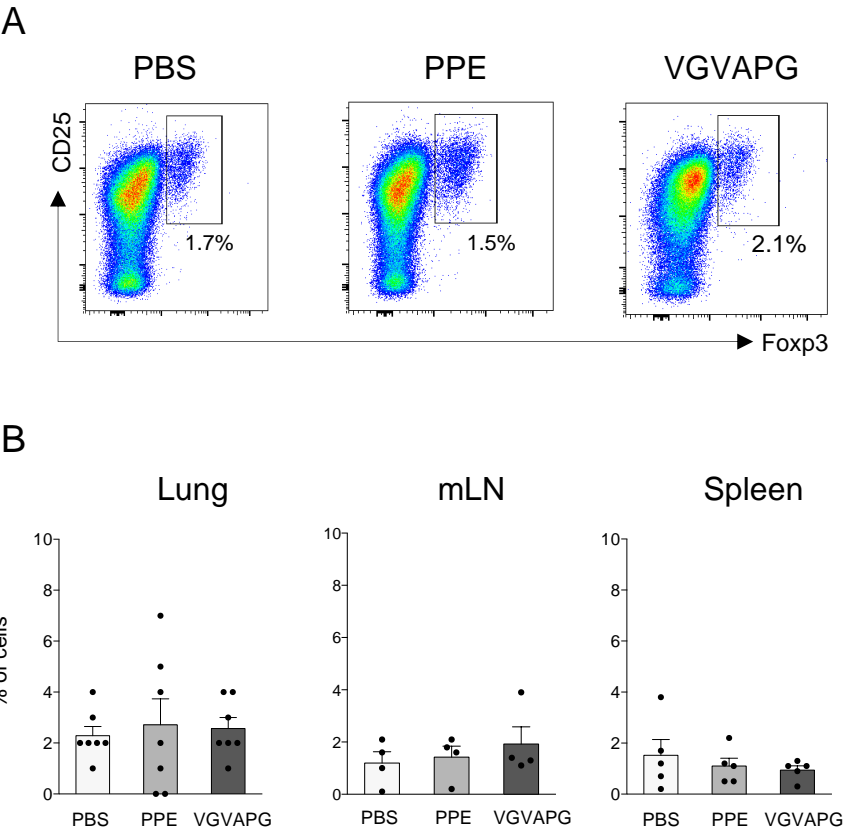 A
PBS PPE VGVAPG
CD25
1.7% 1.5% 2.1%
Foxp3
B
Lung mLN Spleen
10 10 10
8 8 8
6 6 6
of cells
4 4 4
2 2 2
0 0 0
PBS PPE VGVAPG PBS PPE VGVAPG PBS PPE VGVAPG